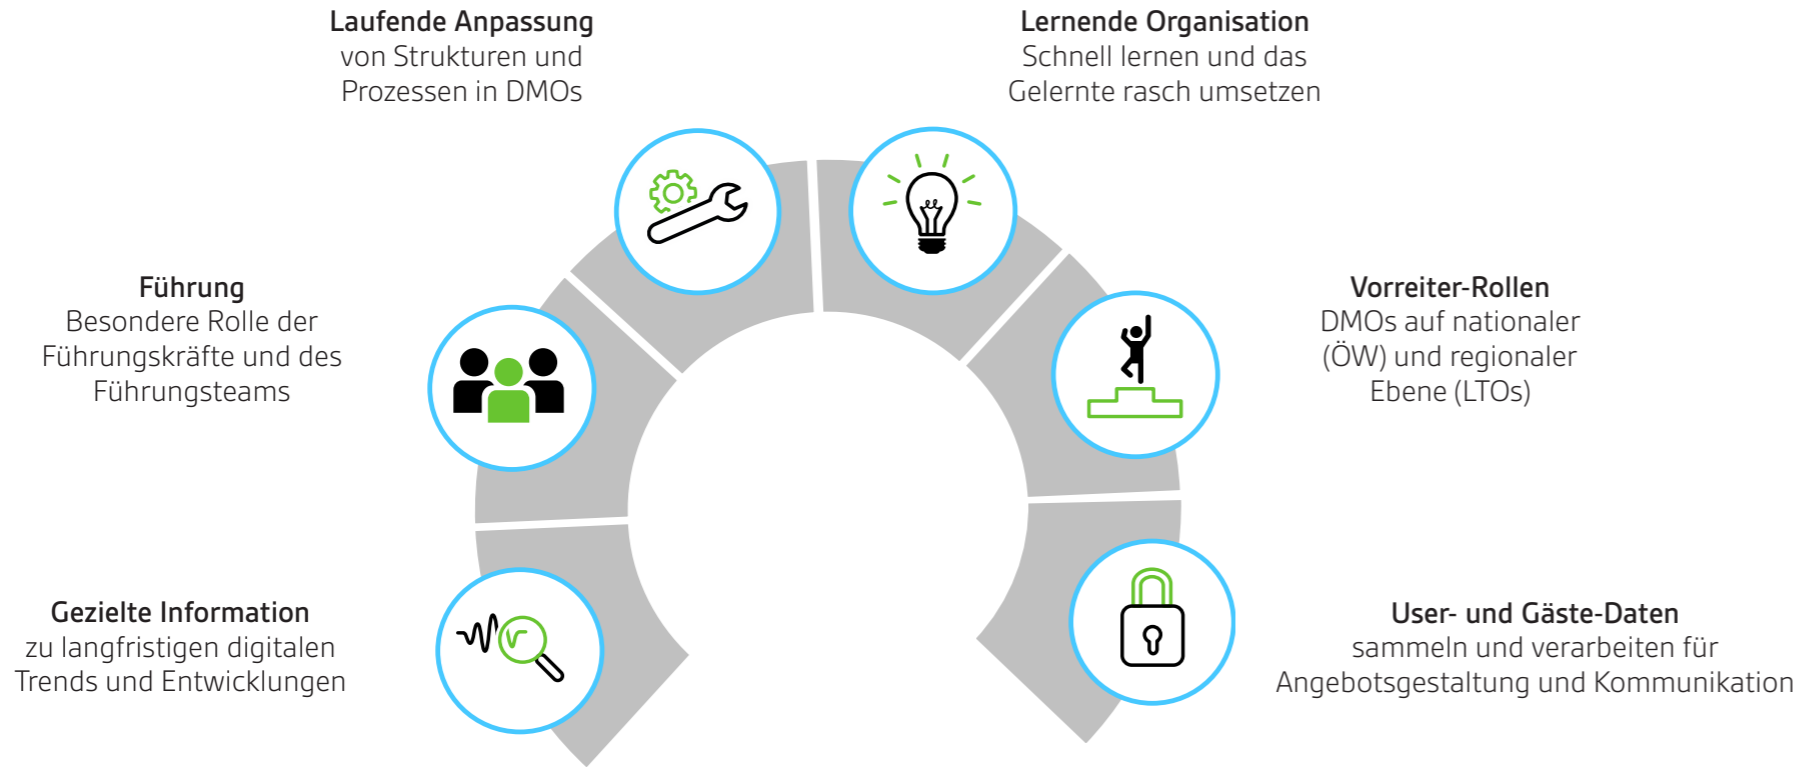 Laufende Anpassung
von Strukturen und
Prozessen in DMOs
Lernende Organisation
Schnell lernen und das
Gelernte rasch umsetzen
Führung
Besondere Rolle der
Führungskräfte und des
Führungsteams
Vorreiter-Rollen
DMOs auf nationaler
(ÖW) und regionaler
Ebene (LTOs)
Gezielte Information
zu langfristigen digitalen
Trends und Entwicklungen
User- und Gäste-Daten
sammeln und verarbeiten für
Angebotsgestaltung und Kommunikation